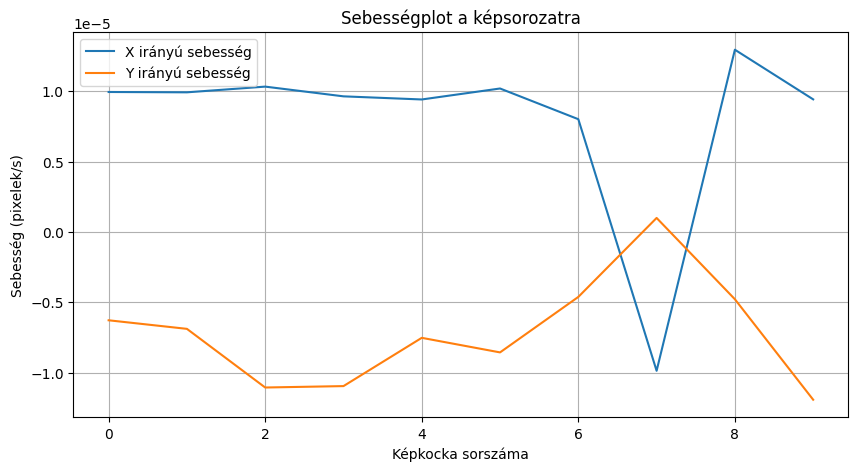 Sebességplot a képsorozatra
1e−5
X irányú sebesség
Y irányú sebesség
1.0
0.5
0.0
−0.5
−1.0
Sebesség (pixelek/s)
0 2 4 6 8
Képkocka sorszáma